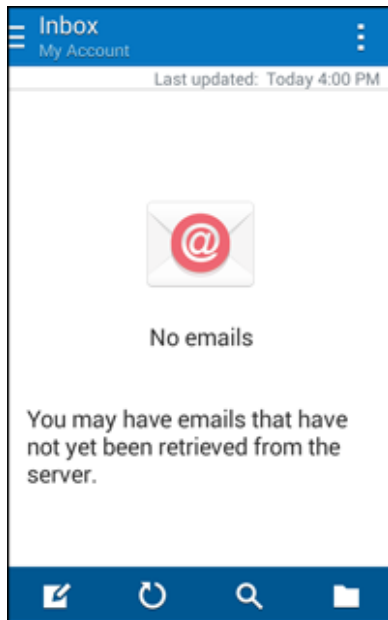 Inbox
My Account
Last updated: Today 4:00 PM
@
No emails
You may have emails that have
not yet been retrieved from the
server.